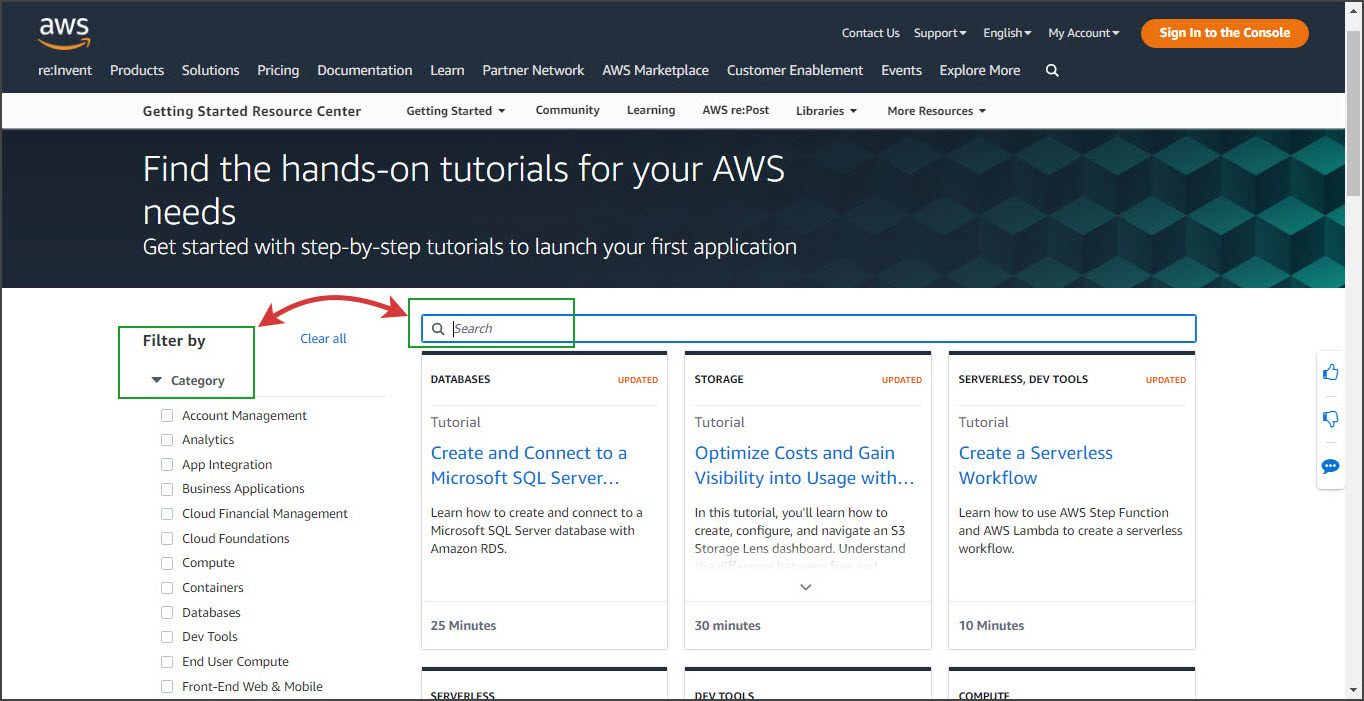 aws
Contact Us Support English My Account Sign In to the Console
re:Invent Products Solutions Pricing Documentation Learn Partner Network AWS Marketplace Customer Enablement Events Explore More
Getting Started Resource Center Getting Started Community Learning AWS re:Post Libraries More Resources
Find the hands-on tutorials for your AWS
needs
Get started with step-by-step tutorials to launch your first application
Filter by Clear all
Category
Account Management
Analytics
App Integration
Business Applications
Cloud Financial Management
Cloud Foundations
Compute
Containers
Databases
Dev Tools
End User Compute
Front-End Web & Mobile
Search
DATABASES UPDATED
Tutorial
Create and Connect to a
Microsoft SQL Server...
Learn how to create and connect to a
Microsoft SQL Server database with
Amazon RDS.
25 Minutes
STORAGE UPDATED
Tutorial
Optimize Costs and Gain
Visibility into Usage with...
In this tutorial, you'll learn how to
create, configure, and navigate an S3
Storage Lens dashboard. Understand
the difference between free and
30 minutes
SERVERLESS, DEV TOOLS UPDATED
Tutorial
Create a Serverless
Workflow
Learn how to use AWS Step Function
and AWS Lambda to create a serverless
workflow.
10 Minutes
SERVERLESS
DEV TOOLS
COMPUTE